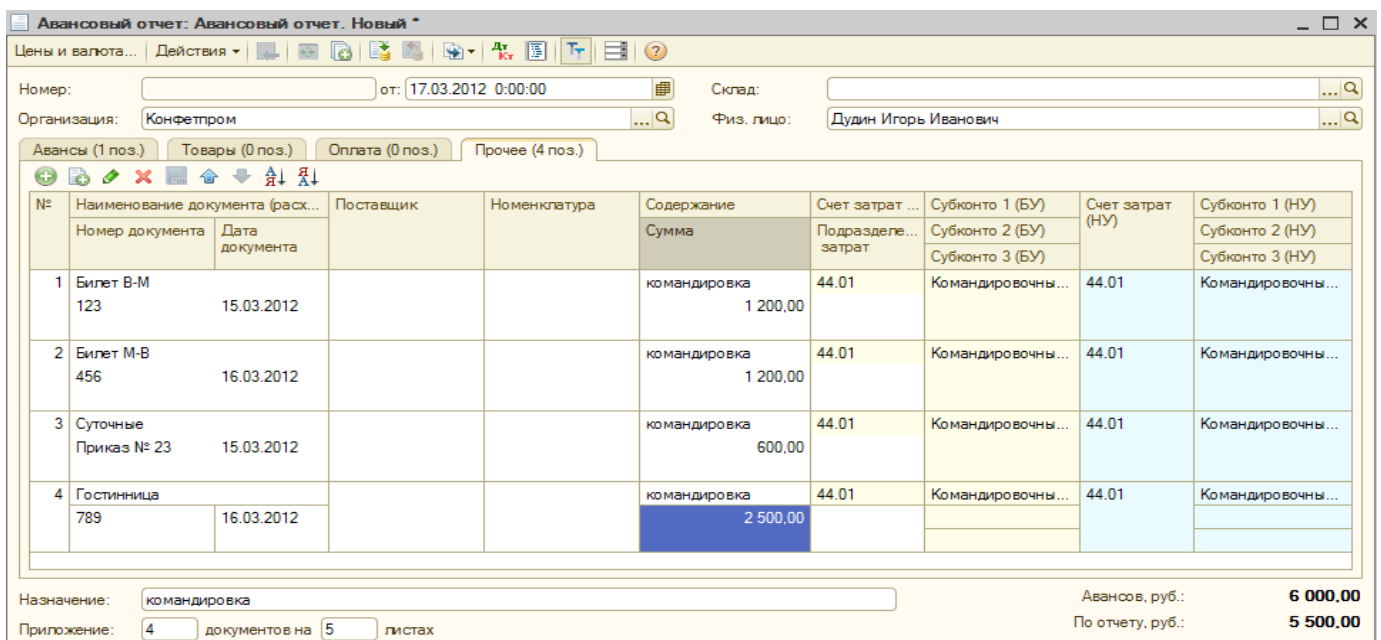 Авансовый отчет: Авансовый отчет. Новый *
Цены и валюта... Действия
Номер: от: 17.03.2012 0:00:00 Склад:
Организация: Конфетпром Физ. лицо: Дудин Игорь Иванович
Авансы (1 поз.) Товары (0 поз.) Оплата (0 поз.) Прочее (4 поз.)
№ Наименование документа (расх... Поставщик Номенклатура Содержание Счет затрат ... Субконто 1 (БУ) Счет затрат (НУ) Субконто 1 (НУ)
Номер документа Дата документа Сумма Подразделе... затрат Субконто 2 (БУ) Субконто 2 (НУ)
Субконто 3 (БУ) Субконто 3 (НУ)
1 Билет В-М командировка 44.01 Командировочны... 44.01 Командировочны...
123 15.03.2012 1 200,00
2 Билет М-В командировка 44.01 Командировочны... 44.01 Командировочны...
456 16.03.2012 1 200,00
3 Суточные командировка 44.01 Командировочны... 44.01 Командировочны...
Приказ № 23 15.03.2012 600,00
4 Гостинница командировка 44.01 Командировочны... 44.01 Командировочны...
789 16.03.2012 2 500,00
Назначение: командировка Авансов, руб.: 6 000,00
Приложение: 4 документов на 5 листах По отчету, руб.: 5 500,00